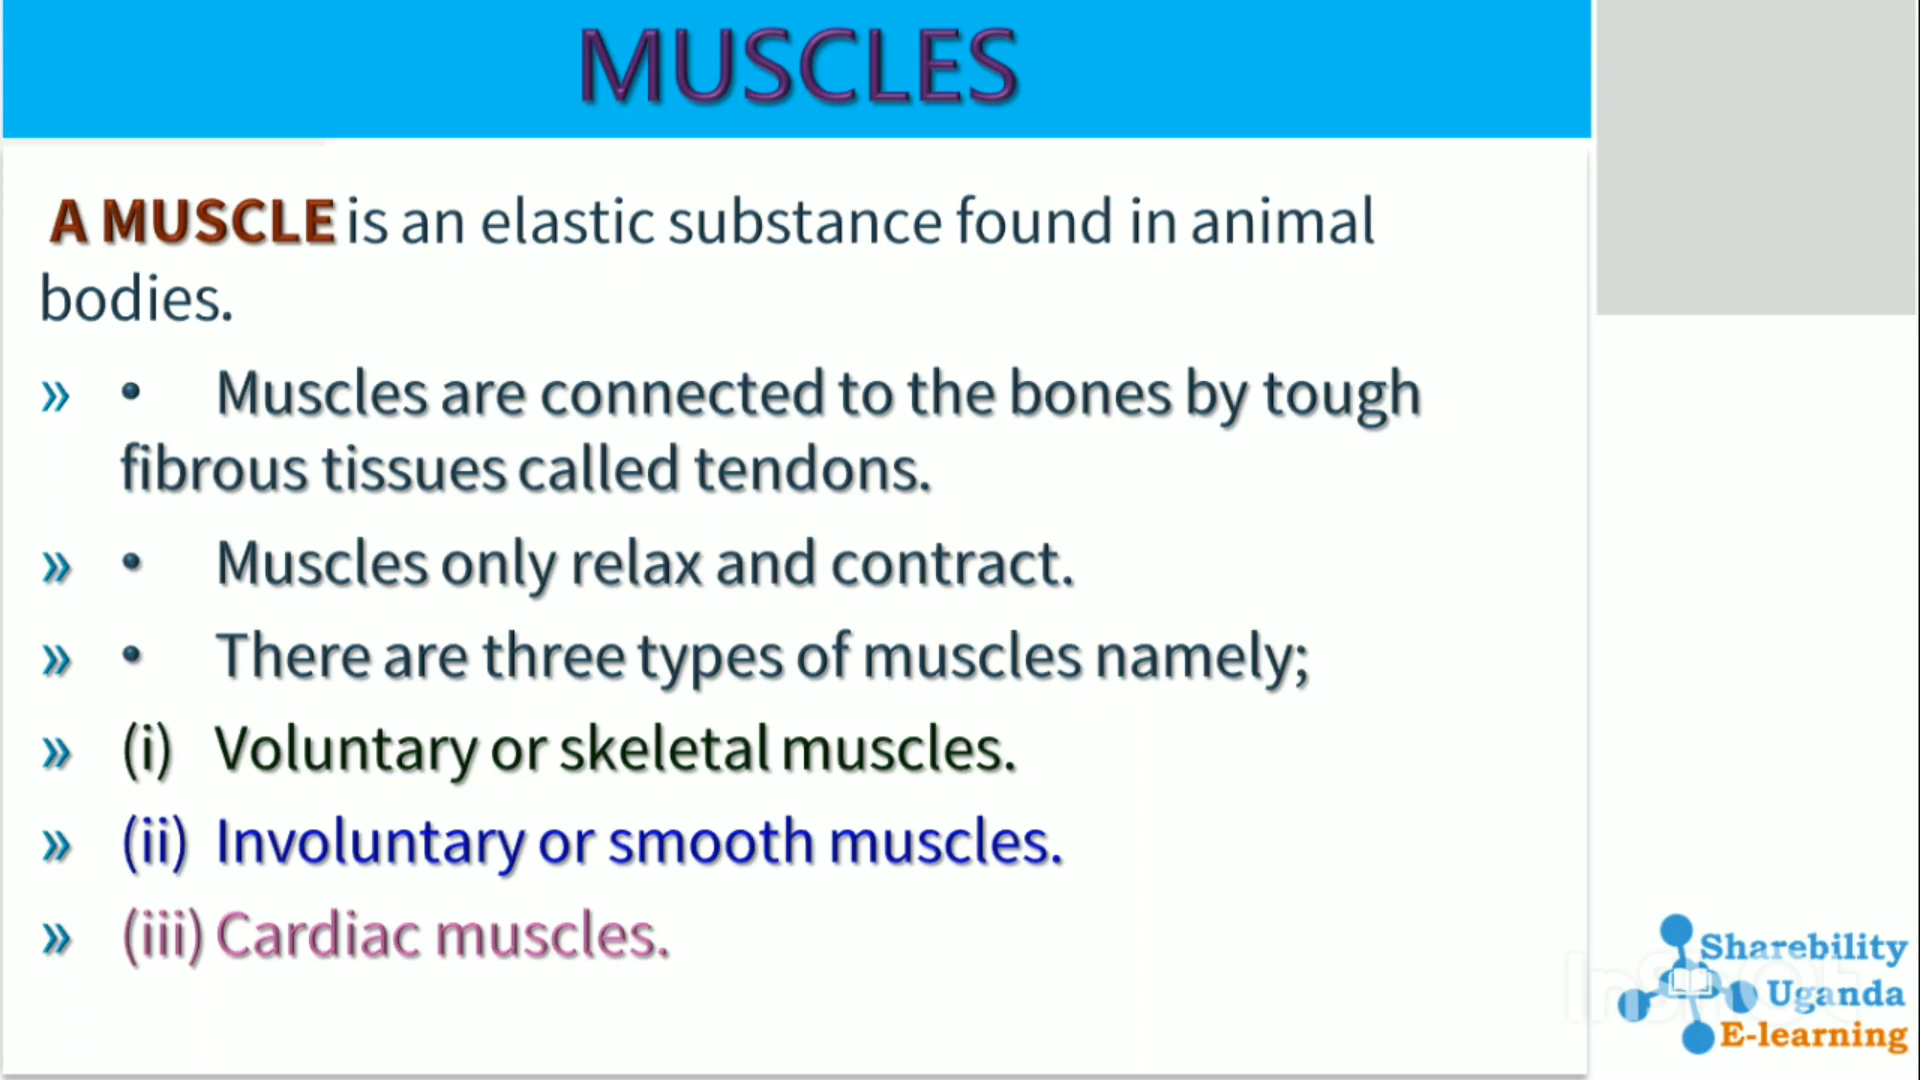 MUSCLES
A MUSCLE is an elastic substance found in animal
bodies.
» • Muscles are connected to the bones by tough
fibrous tissues called tendons.
» • Muscles only relax and contract.
» • There are three types of muscles namely;
» (i) Voluntary or skeletal muscles.
» (ii) Involuntary or smooth muscles.
» (iii) Cardiac muscles.
Sharebility
Uganda
E-learning
InShot